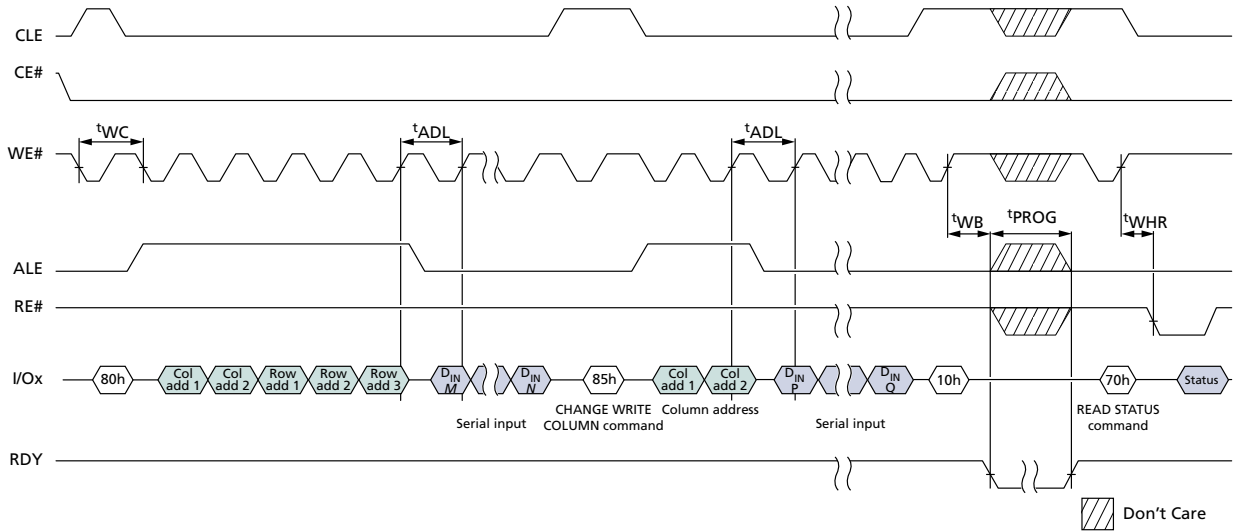 CLE
CE#
tWC
tADL
tADL
WE#
tWB
tPROG
tWHR
ALE
RE#
I/Ox
80h
Col add 1
Col add 2
Row add 1
Row add 2
Row add 3
DIN M
DIN N
85h
Col add 1
Col add 2
DIN P
DIN Q
10h
70h
Status
Serial input
CHANGE WRITE COLUMN command
Column address
Serial input
READ STATUS command
RDY
Don't Care